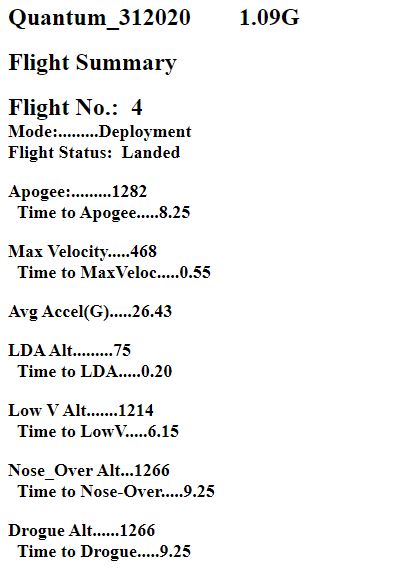 Quantum_312020 1.09G
Flight Summary
Flight No.: 4
Mode:.........Deployment
Flight Status: Landed
Apogee:.........1282
Time to Apogee.....8.25
Max Velocity.....468
Time to MaxVeloc.....0.55
Avg Accel(G).....26.43
LDA Alt.........75
Time to LDA.....0.20
Low V Alt.......1214
Time to LowV.....6.15
Nose_Over Alt...1266
Time to Nose-Over.....9.25
Drogue Alt......1266
Time to Drogue.....9.25